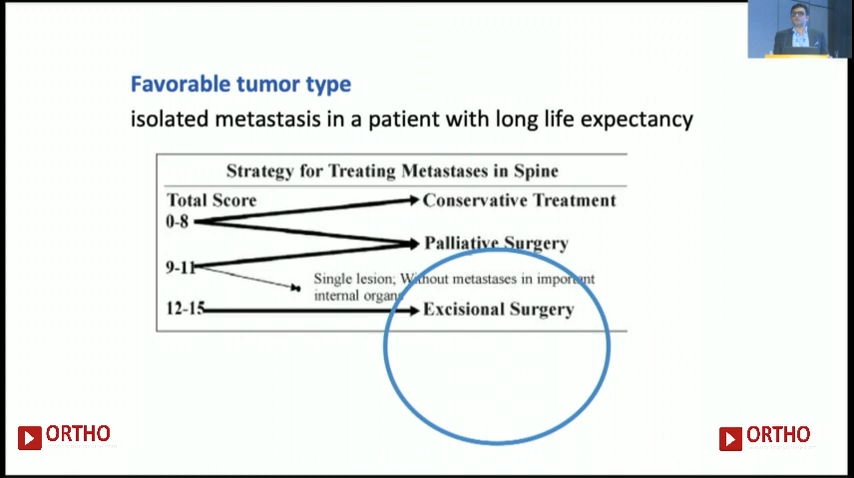 Favorable tumor type
isolated metastasis in a patient with long life expectancy
Strategy for Treating Metastases in Spine
Total Score
Conservative Treatment
0-8
Palliative Surgery
9-11
Single lesion; Without metastases in important
internal organs
12-15
Excisional Surgery
ORTHO
ORTHO